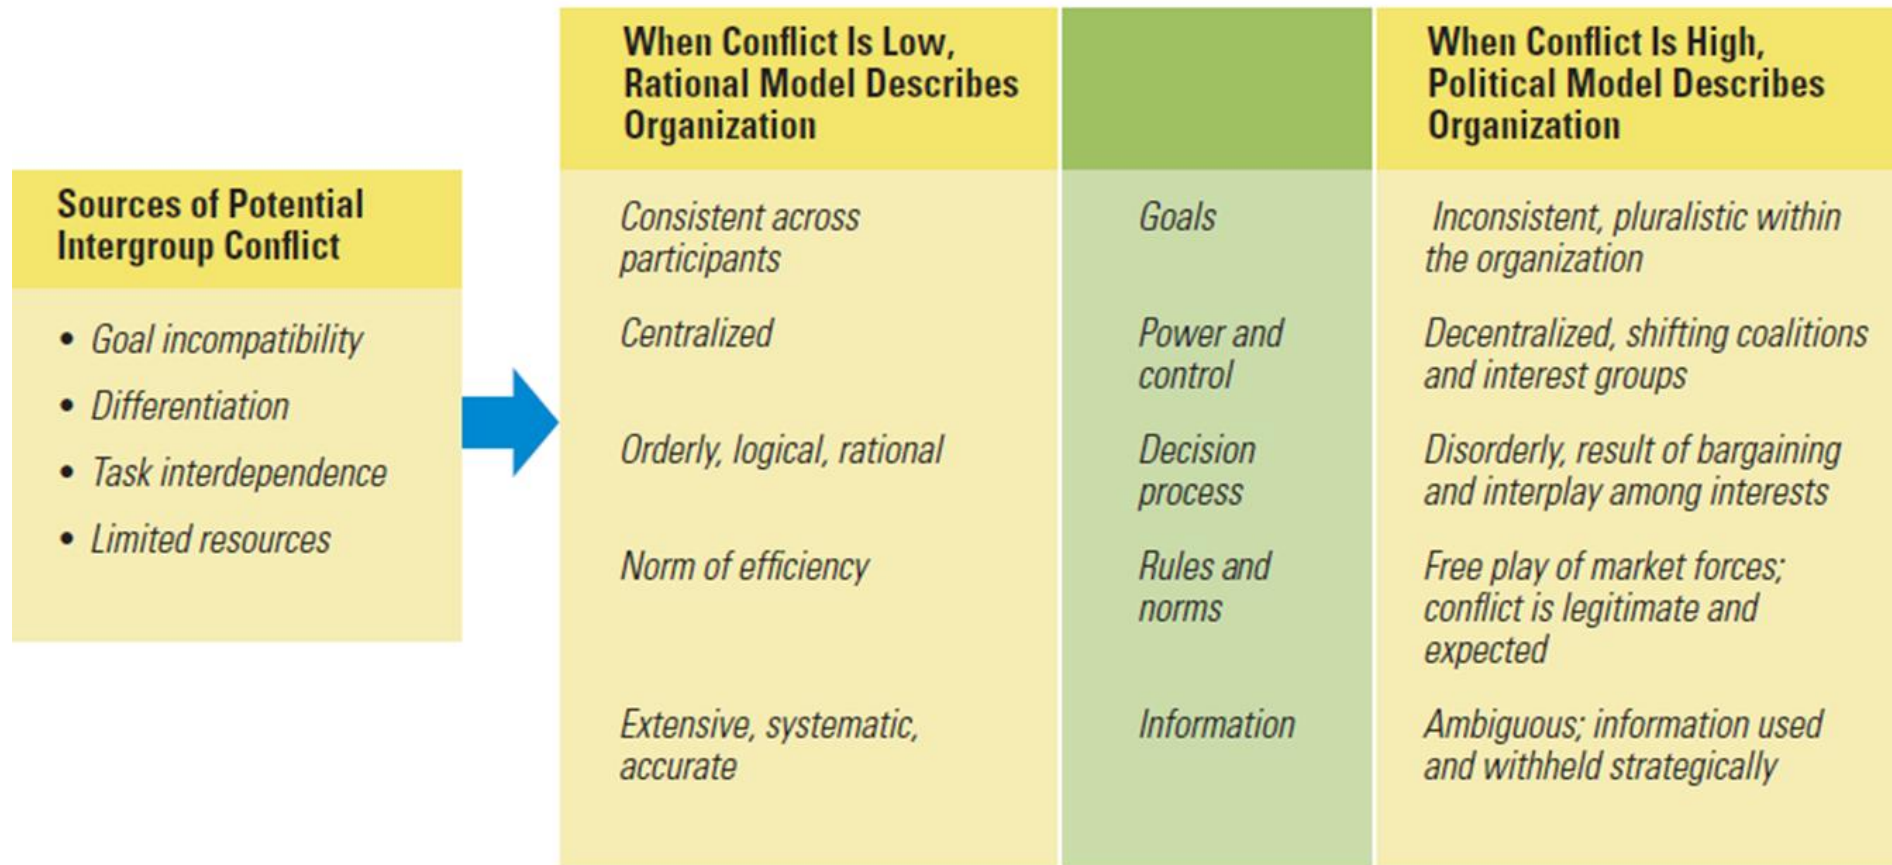 Sources of Potential
Intergroup Conflict
• Goal incompatibility
• Differentiation
• Task interdependence
• Limited resources
When Conflict Is Low,
Rational Model Describes
Organization
When Conflict Is High,
Political Model Describes
Organization
Consistent across
participants
Goals
Inconsistent, pluralistic within
the organization
Centralized
Power and
control
Decentralized, shifting coalitions
and interest groups
Orderly, logical, rational
Decision
process
Disorderly, result of bargaining
and interplay among interests
Norm of efficiency
Rules and
norms
Free play of market forces;
conflict is legitimate and
expected
Extensive, systematic,
accurate
Information
Ambiguous; information used
and withheld strategically